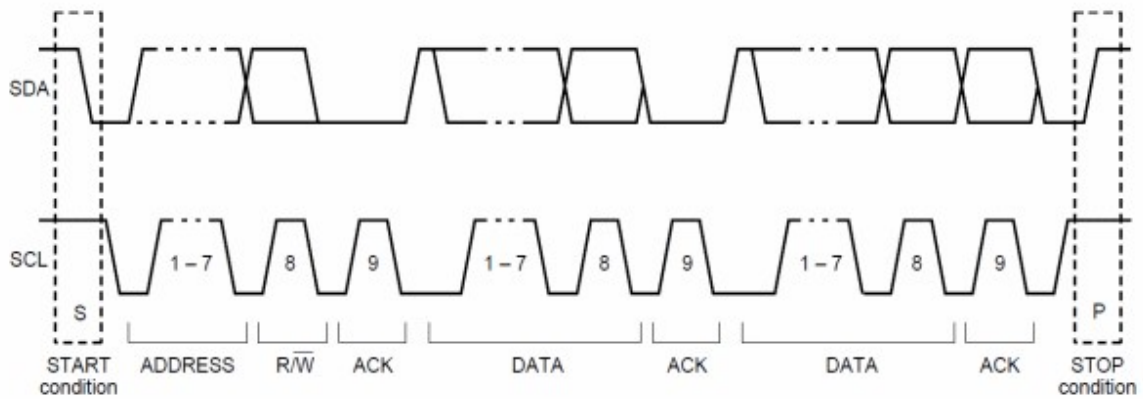 SDA
SCL
1 – 7 8 9 1 – 7 8 9 1 – 7 8 9
S P
START condition ADDRESS R/W̅ ACK DATA ACK DATA ACK STOP condition